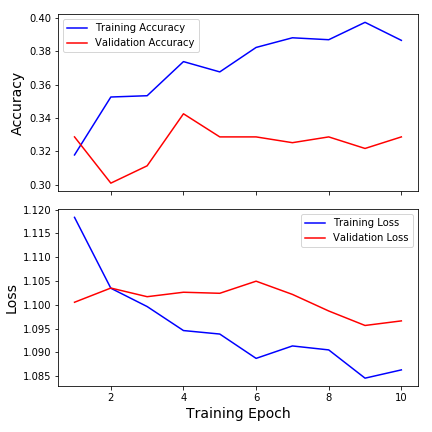 0.40
0.38
0.36
0.34
0.32
0.30
Accuracy
Training Accuracy
Validation Accuracy
1.120
1.115
1.110
1.105
1.100
1.095
1.090
1.085
Loss
Training Loss
Validation Loss
2 4 6 8 10
Training Epoch